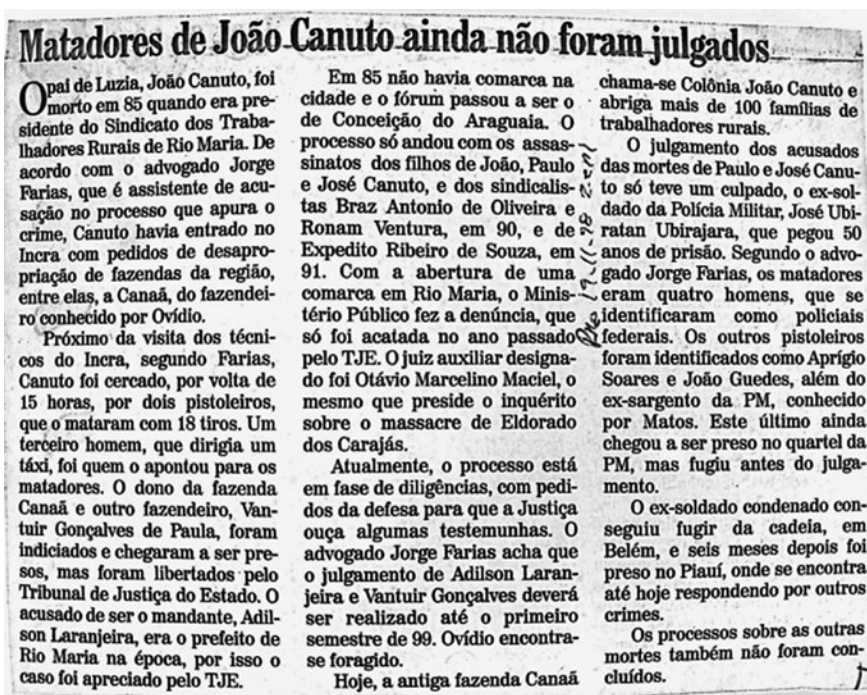 Matadores de João Canuto ainda não foram julgados
O pai de Luzia, João Canuto, foi
morto em 85 quando era pre-
sidente do Sindicato dos Traba-
lhadores Rurais de Rio Maria. De
acordo com o advogado Jorge
Farias, que é assistente de acu-
sação no processo que apura o
crime, Canuto havia entrado no
Incra com pedidos de desapro-
priação de fazendas da região,
entre elas, a Canaã, do fazendei-
ro conhecido por Ovídio.
Próximo da visita dos técni-
cos do Incra, segundo Farias,
Canuto foi cercado, por volta de
15 horas, por dois pistoleiros,
que o mataram com 18 tiros. Um
terceiro homem, que dirigia um
táxi, foi quem o apontou para os
matadores. O dono da fazenda
Canaã e outro fazendeiro, Van-
tuir Gonçalves de Paula, foram
indiciados e chegaram a ser pre-
sos, mas foram libertados pelo
Tribunal de Justiça do Estado. O
acusado de ser o mandante, Adil-
son Laranjeira, era o prefeito de
Rio Maria na época, por isso o
caso foi apreciado pelo TJE.
Em 85 não havia comarca na
cidade e o fórum passou a ser o
de Conceição do Araguaia. O
processo só andou com os assas-
sinatos dos filhos de João, Paulo
e José Canuto, e dos sindicalis-
tas Braz Antonio de Oliveira e
Ronam Ventura, em 90, e de
Expedito Ribeiro de Souza, em
91. Com a abertura de uma
comarca em Rio Maria, o Minis-
tério Público fez a denúncia, que
só foi acatada no ano passado
pelo TJE. O juiz auxiliar designa-
do foi Otávio Marcelino Maciel, o
mesmo que preside o inquérito
sobre o massacre de Eldorado
dos Carajás.
Atualmente, o processo está
em fase de diligências, com pedi-
dos da defesa para que a Justiça
ouça algumas testemunhas. O
advogado Jorge Farias acha que
o julgamento de Adilson Laran-
jeira e Vantuir Gonçalves deverá
ser realizado até o primeiro
semestre de 99. Ovídio encontra-
se foragido.
Hoje, a antiga fazenda Canaã
chama-se Colônia João Canuto e
abriga mais de 100 famílias de
trabalhadores rurais.
O julgamento dos acusados
das mortes de Paulo e José Canu-
to só teve um culpado, o ex-sol-
dado da Polícia Militar, José Ubi-
ratan Ubirajara, que pegou 50
anos de prisão. Segundo o advo-
gado Jorge Farias, os matadores
eram quatro homens, que se
identificaram como policiais
federais. Os outros pistoleiros
foram identificados como Aprígio
Soares e João Guedes, além do
ex-sargento da PM, conhecido
por Matos. Este último ainda
chegou a ser preso no quartel da
PM, mas fugiu antes do julga-
mento.
O ex-soldado condenado con-
seguiu fugir da cadeia, em
Belém, e seis meses depois foi
preso no Piauí, onde se encontra
até hoje respondendo por outros
crimes.
Os processos sobre as outras
mortes também não foram con-
cluídos.